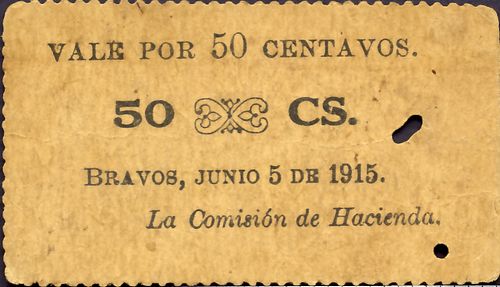 VALE POR 50 CENTAVOS.
50 CS.
BRAVOS, JUNIO 5 DE 1915.
La Comisión de Hacienda.